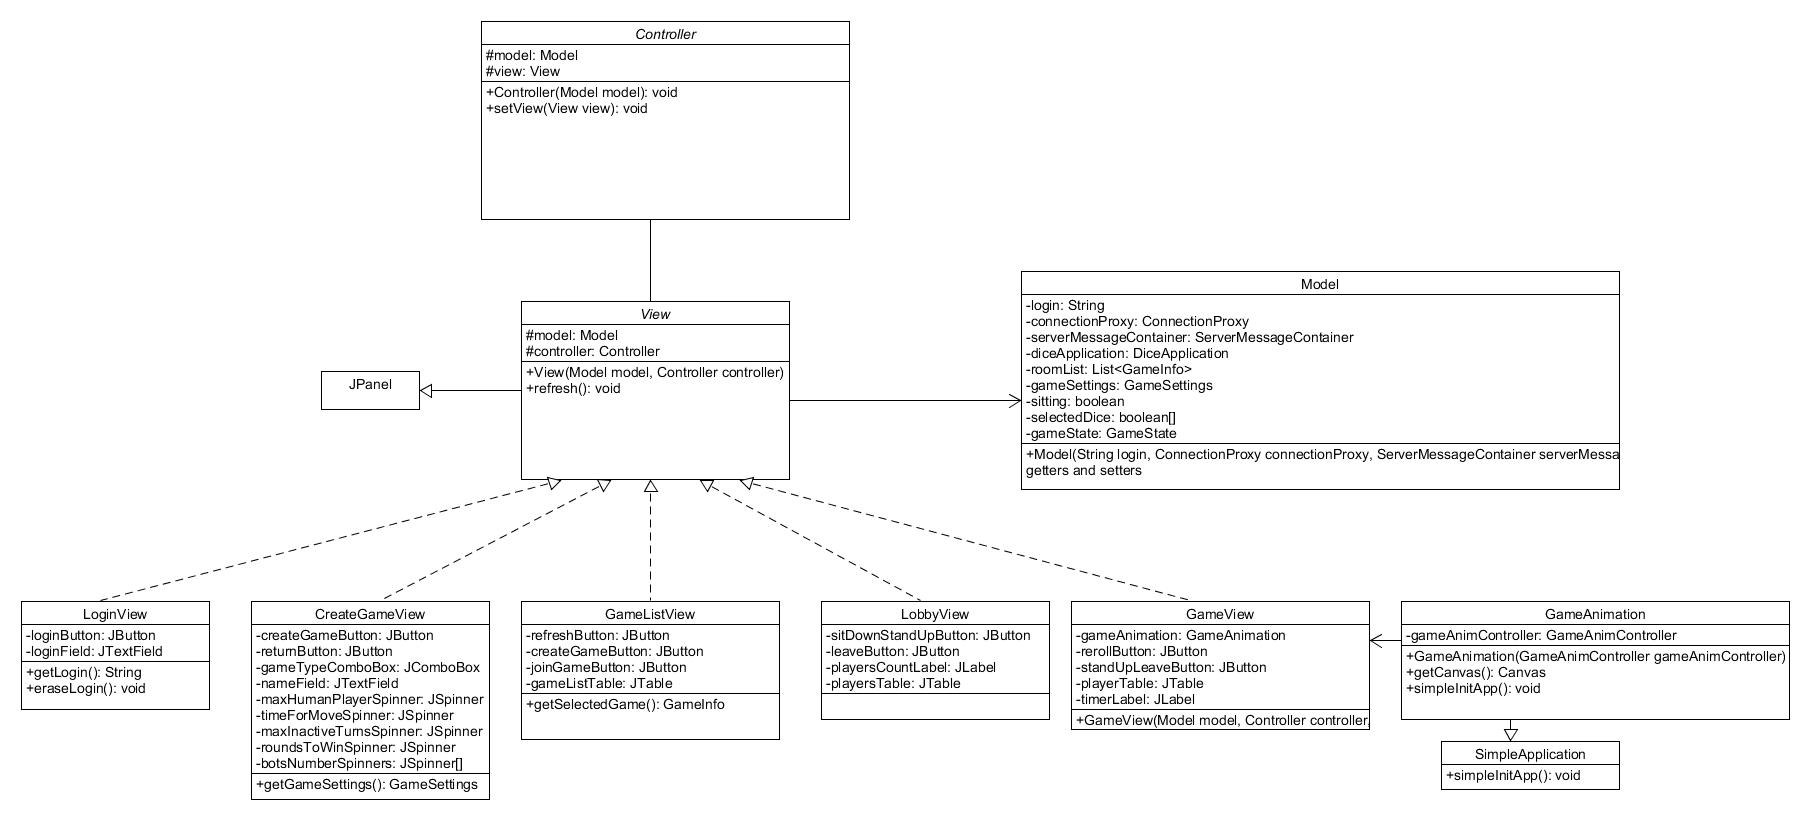 Controller
#model: Model
#view: View
+Controller(Model model): void
+setView(View view): void
View
#model: Model
#controller: Controller
+View(Model model, Controller controller)
+refresh(): void
JPanel
Model
-login: String
-connectionProxy: ConnectionProxy
-serverMessageContainer: ServerMessageContainer
-diceApplication: DiceApplication
-roomList: List<GameInfo>
-gameSettings: GameSettings
-sitting: boolean
-selectedDice: boolean[]
-gameState: GameState
+Model(String login, ConnectionProxy connectionProxy, ServerMessageContainer serverMessa
getters and setters
LoginView
-loginButton: JButton
-loginField: JTextField
+getLogin(): String
+eraseLogin(): void
CreateGameView
-createGameButton: JButton
-returnButton: JButton
-gameTypeComboBox: JComboBox
-nameField: JTextField
-maxHumanPlayerSpinner: JSpinner
-timeForMoveSpinner: JSpinner
-maxInactiveTurnsSpinner: JSpinner
-roundsToWinSpinner: JSpinner
-botsNumberSpinners: JSpinner[]
+getGameSettings(): GameSettings
GameListView
-refreshButton: JButton
-createGameButton: JButton
-joinGameButton: JButton
-gameListTable: JTable
+getSelectedGame(): GameInfo
LobbyView
-sitDownStandUpButton: JButton
-leaveButton: JButton
-playersCountLabel: JLabel
-playersTable: JTable
GameView
-gameAnimation: GameAnimation
-rerollButton: JButton
-standUpLeaveButton: JButton
-playerTable: JTable
-timerLabel: JLabel
+GameView(Model model, Controller controller,
GameAnimation
-gameAnimController: GameAnimController
+GameAnimation(GameAnimController gameAnimController)
+getCanvas(): Canvas
+simpleInitApp(): void
SimpleApplication
+simpleInitApp(): void